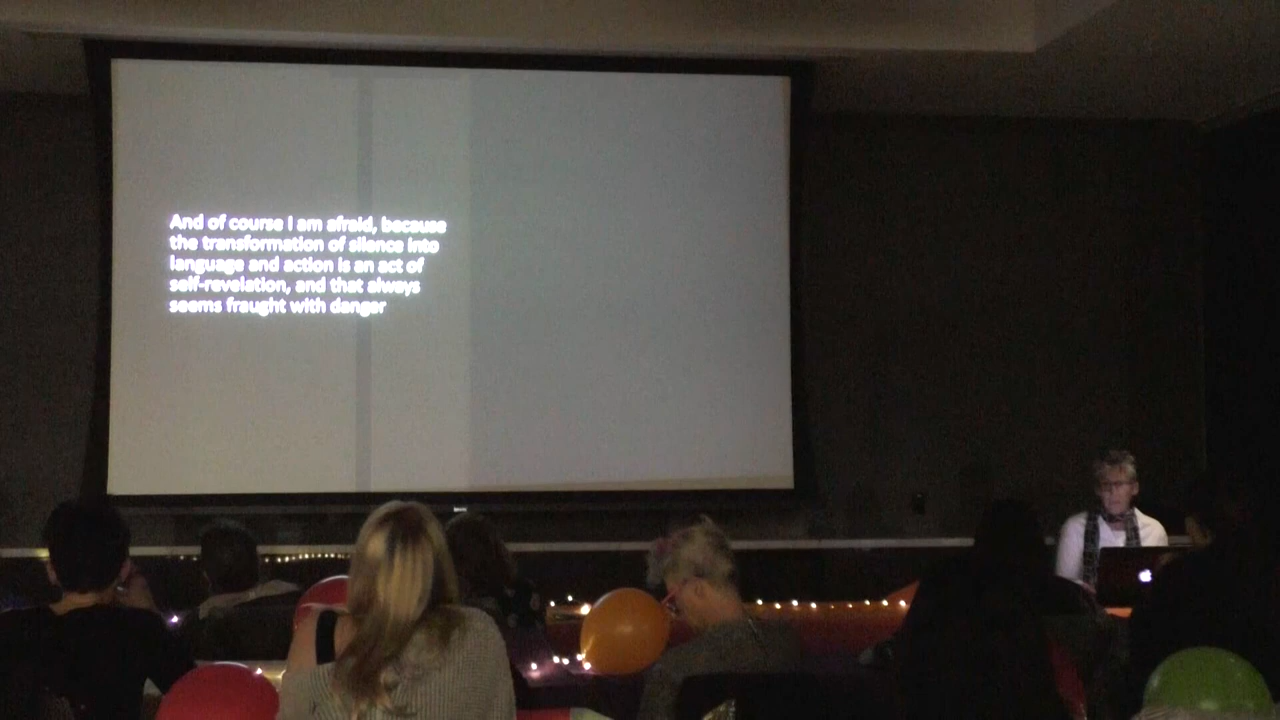 And of course I am afraid, because
the transformation of silence into
language and action is an act of
self-revelation, and that always
seems fraught with danger